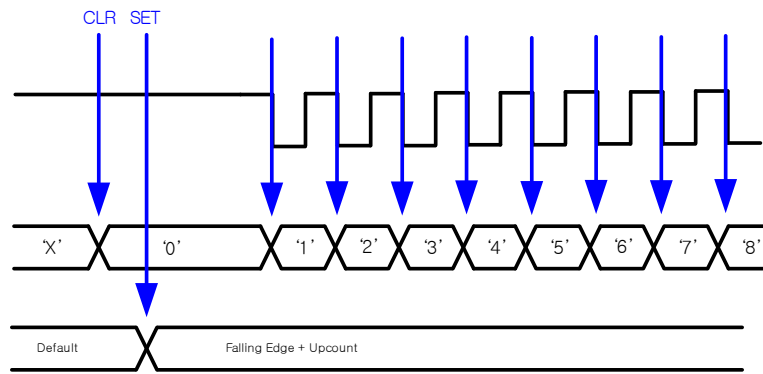 CLR SET
‘X’ ‘0’ ‘1’ ‘2’ ‘3’ ‘4’ ‘5’ ‘6’ ‘7’ ‘8’
Default Falling Edge + Upcount